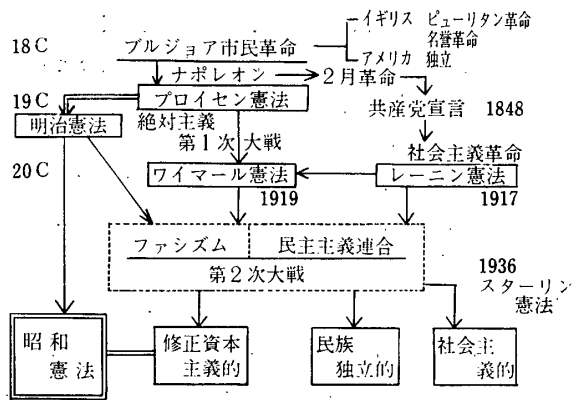 イギリス ピューリタン革命
名誉革命
18C ブルジョア市民革命
アメリカ 独立
ナポレオン 2月革命
19C プロイセン憲法
共産党宣言 1848
明治憲法 絶対主義
第1次大戦
社会主義革命
20C ワイマール憲法 レーニン憲法
1919 1917
ファシズム 民主主義連合
第2次大戦
1936
スターリン
憲法
昭和
憲法
修正資本
主義的
民族
独立的
社会主
義的